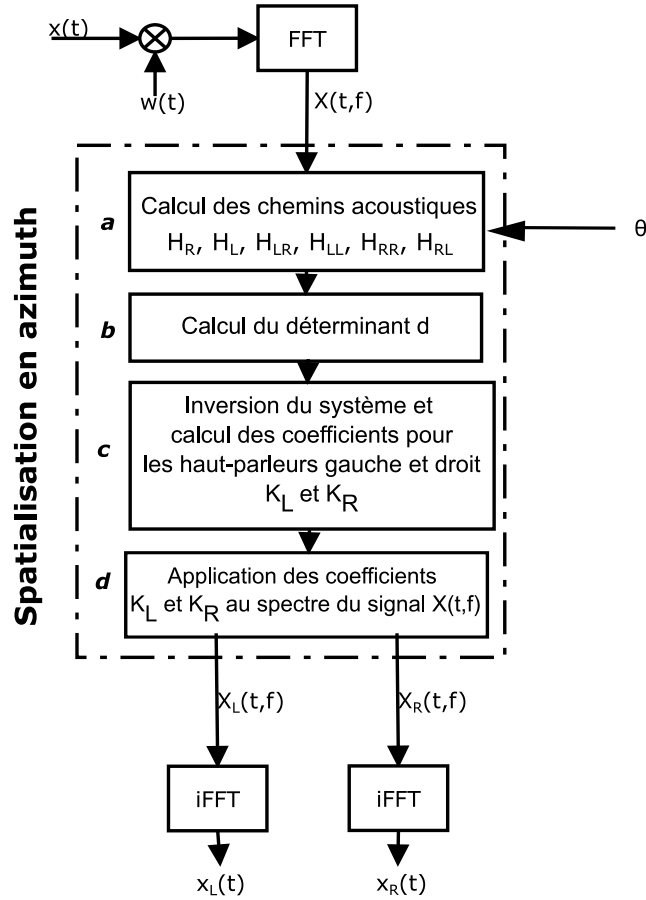 x(t)
FFT
w(t)
X(t,f)
Spatialisation en azimuth
a
Calcul des chemins acoustiques
H_R, H_L, H_LR, H_LL, H_RR, H_RL
θ
b
Calcul du déterminant d
c
Inversion du système et
calcul des coefficients pour
les haut-parleurs gauche et droit
K_L et K_R
d
Application des coefficients
K_L et K_R au spectre du signal X(t,f)
X_L(t,f)
X_R(t,f)
iFFT
iFFT
x_L(t)
x_R(t)